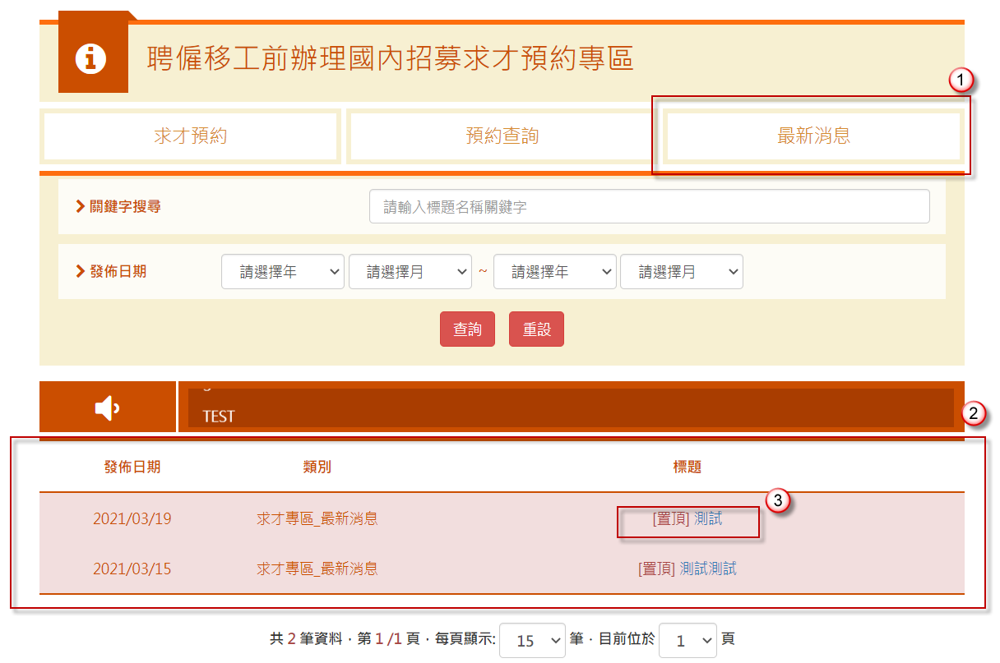 聘僱移工前辦理國內招募求才預約專區
1
求才預約 預約查詢 最新消息
關鍵字搜尋 請輸入標題名稱關鍵字
發佈日期 請選擇年 請選擇月 ~ 請選擇年 請選擇月
查詢 重設
TEST
2
發佈日期 類別 標題
3
2021/03/19 求才專區_最新消息 [置頂] 測試
2021/03/15 求才專區_最新消息 [置頂] 測試測試
共 2 筆資料．第 1 /1 頁．每頁顯示: 15 筆．目前位於 1 頁